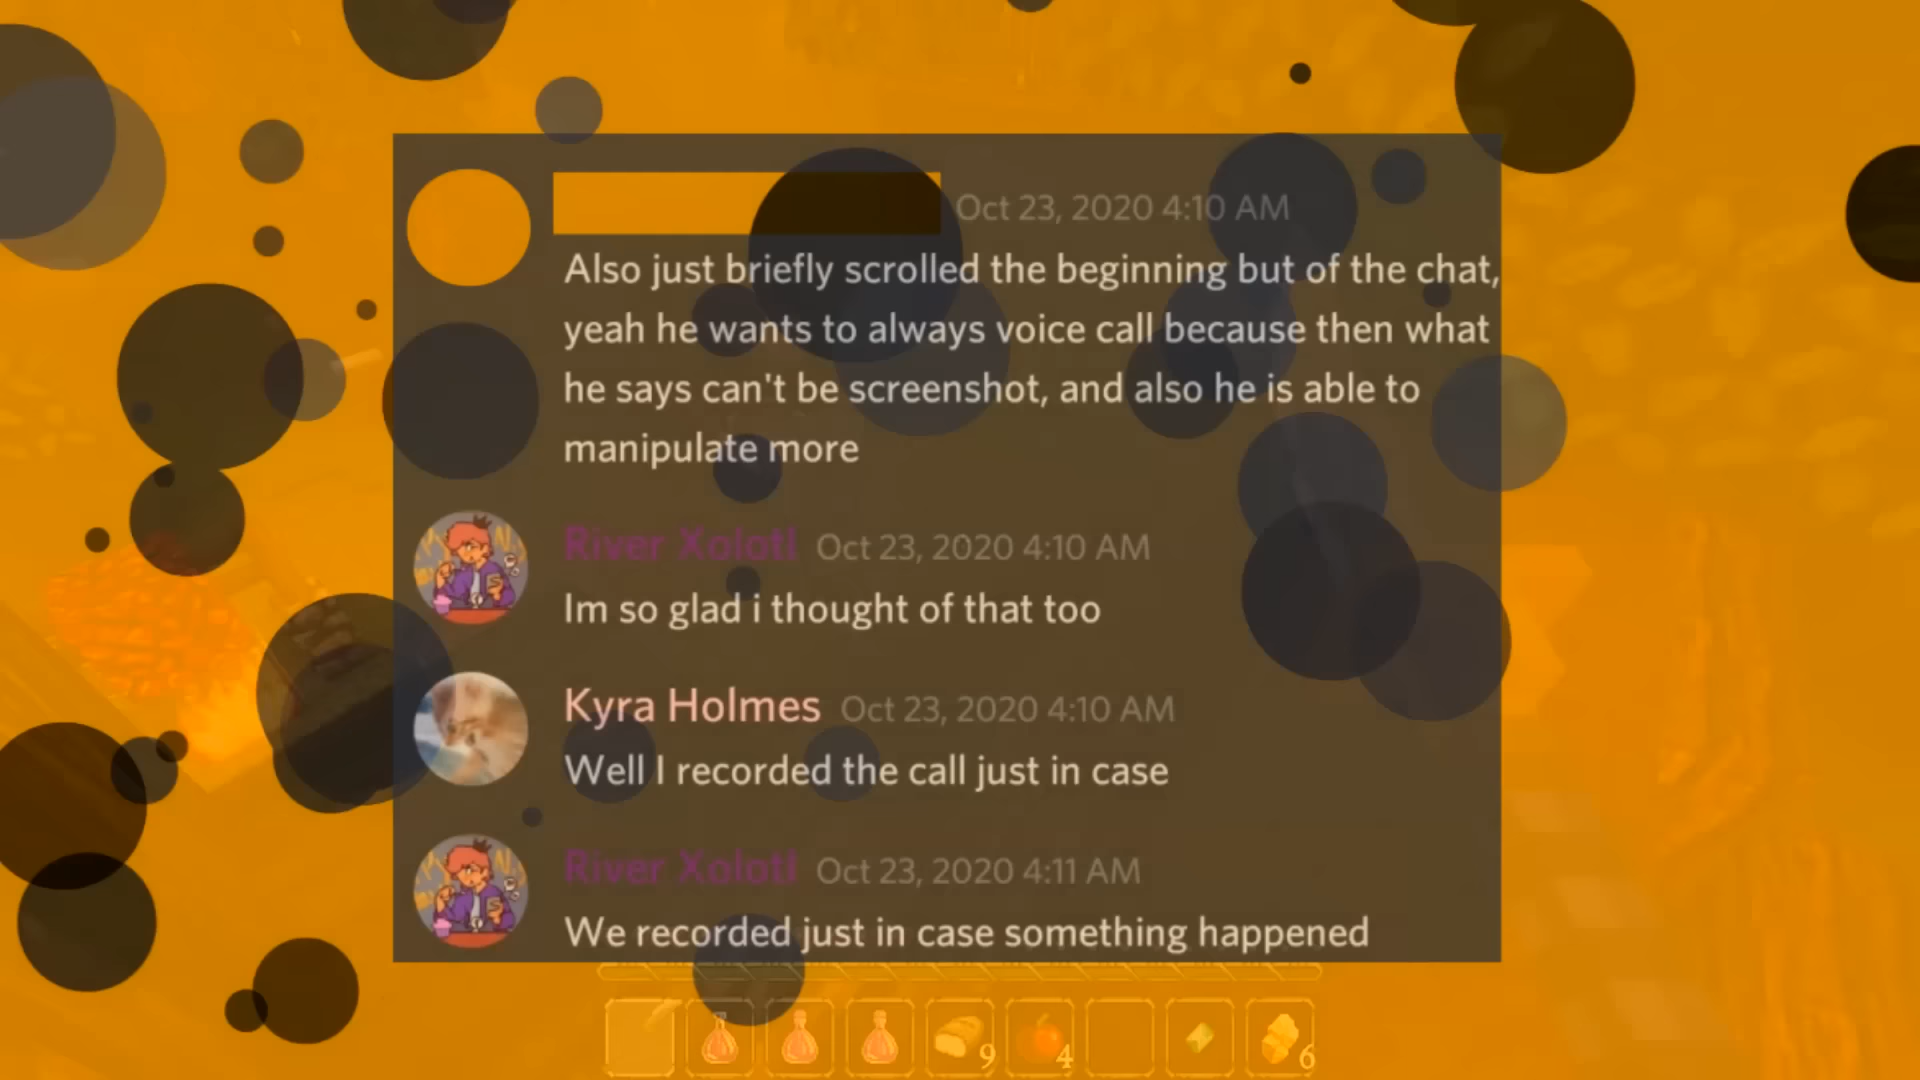 Oct 23, 2020 4:10 AM
Also just briefly scrolled the beginning but of the chat,
yeah he wants to always voice call because then what
he says can't be screenshot, and also he is able to
manipulate more
River Xolotl Oct 23, 2020 4:10 AM
Im so glad i thought of that too
Kyra Holmes Oct 23, 2020 4:10 AM
Well I recorded the call just in case
River Xolotl Oct 23, 2020 4:11 AM
We recorded just in case something happened
9 4 6